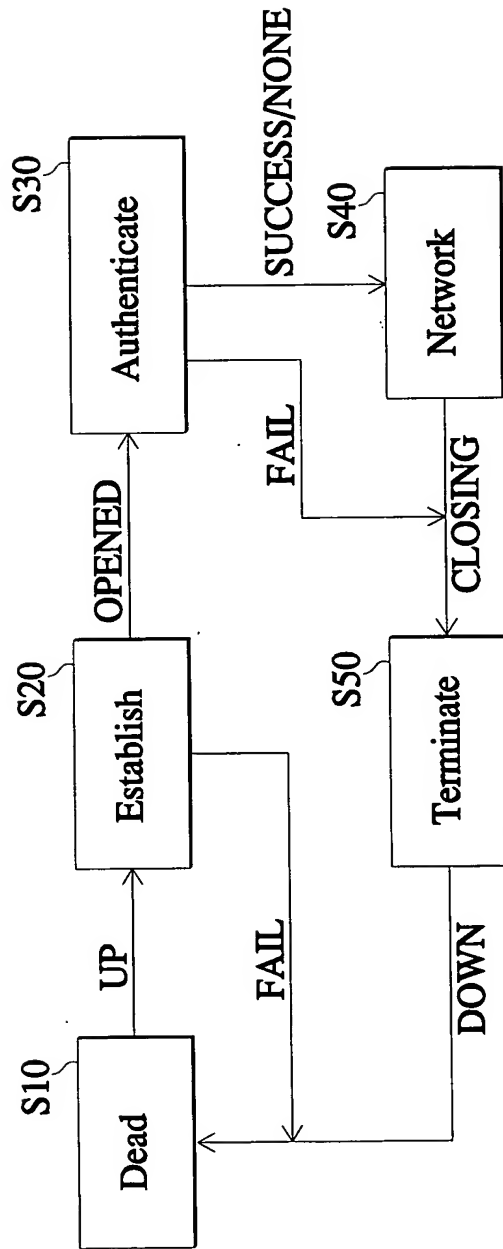 S10
Dead
UP
S20
Establish
OPENED
S30
Authenticate
FAIL
FAIL
SUCCESS/NONE
S40
Network
CLOSING
S50
Terminate
DOWN